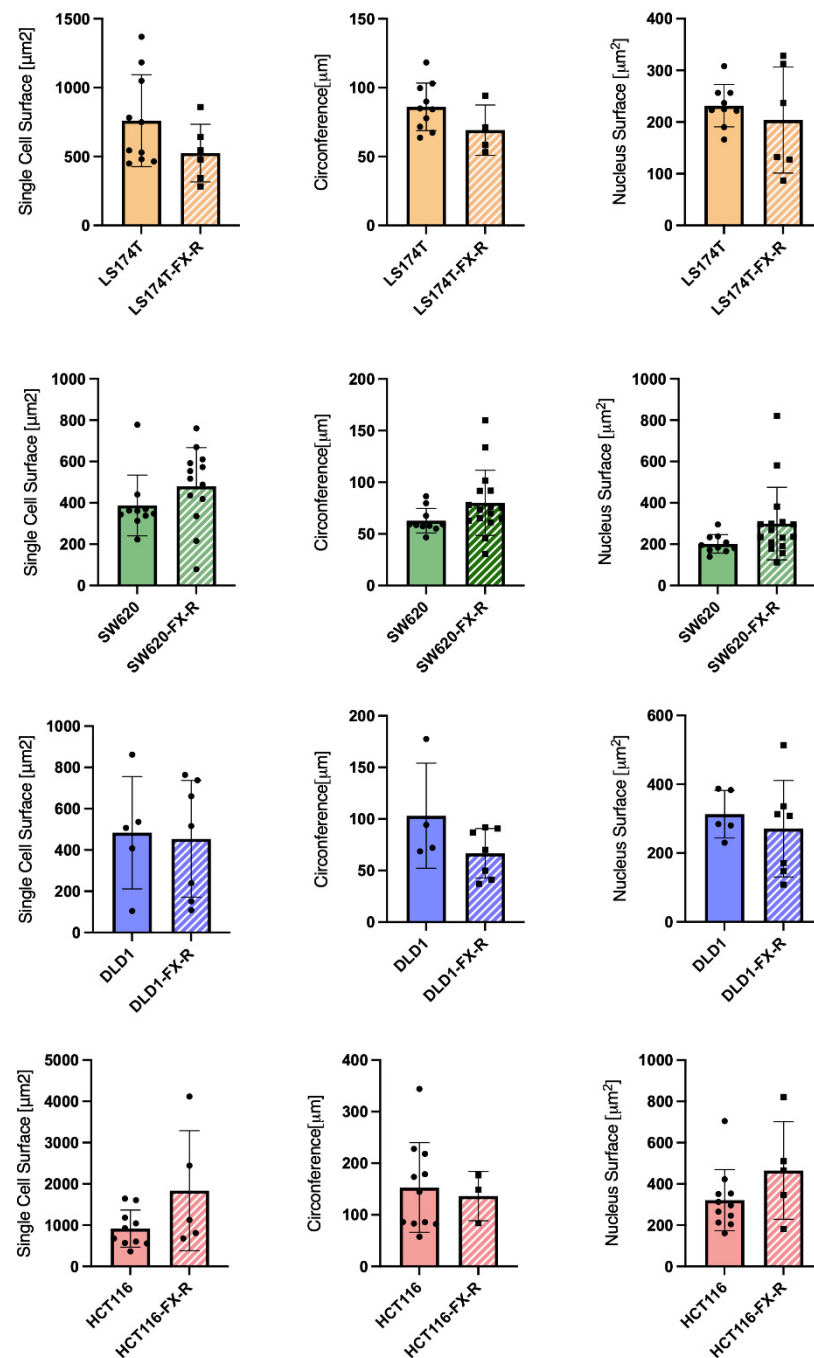 Single Cell Surface [μm2]
1500
1000
500
0
LS174T
LS174T-FX-R
Circonference[μm]
150
100
50
0
LS174T
LS174T-FX-R
Nucleus Surface [μm²]
400
300
200
100
0
LS174T
LS174T-FX-R
Single Cell Surface [μm2]
1000
800
600
400
200
0
SW620
SW620-FX-R
Circonference[μm]
200
150
100
50
0
SW620
SW620-FX-R
Nucleus Surface [μm²]
1000
800
600
400
200
0
SW620
SW620-FX-R
Single Cell Surface [μm2]
1000
800
600
400
200
0
DLD1
DLD1-FX-R
Circonference[μm]
200
150
100
50
0
DLD1
DLD1-FX-R
Nucleus Surface [μm²]
600
400
200
0
DLD1
DLD1-FX-R
Single Cell Surface [μm2]
5000
4000
3000
2000
1000
0
HCT116
HCT116-FX-R
Circonference[μm]
400
300
200
100
0
HCT116
HCT116-FX-R
Nucleus Surface [μm²]
1000
800
600
400
200
0
HCT116
HCT116-FX-R